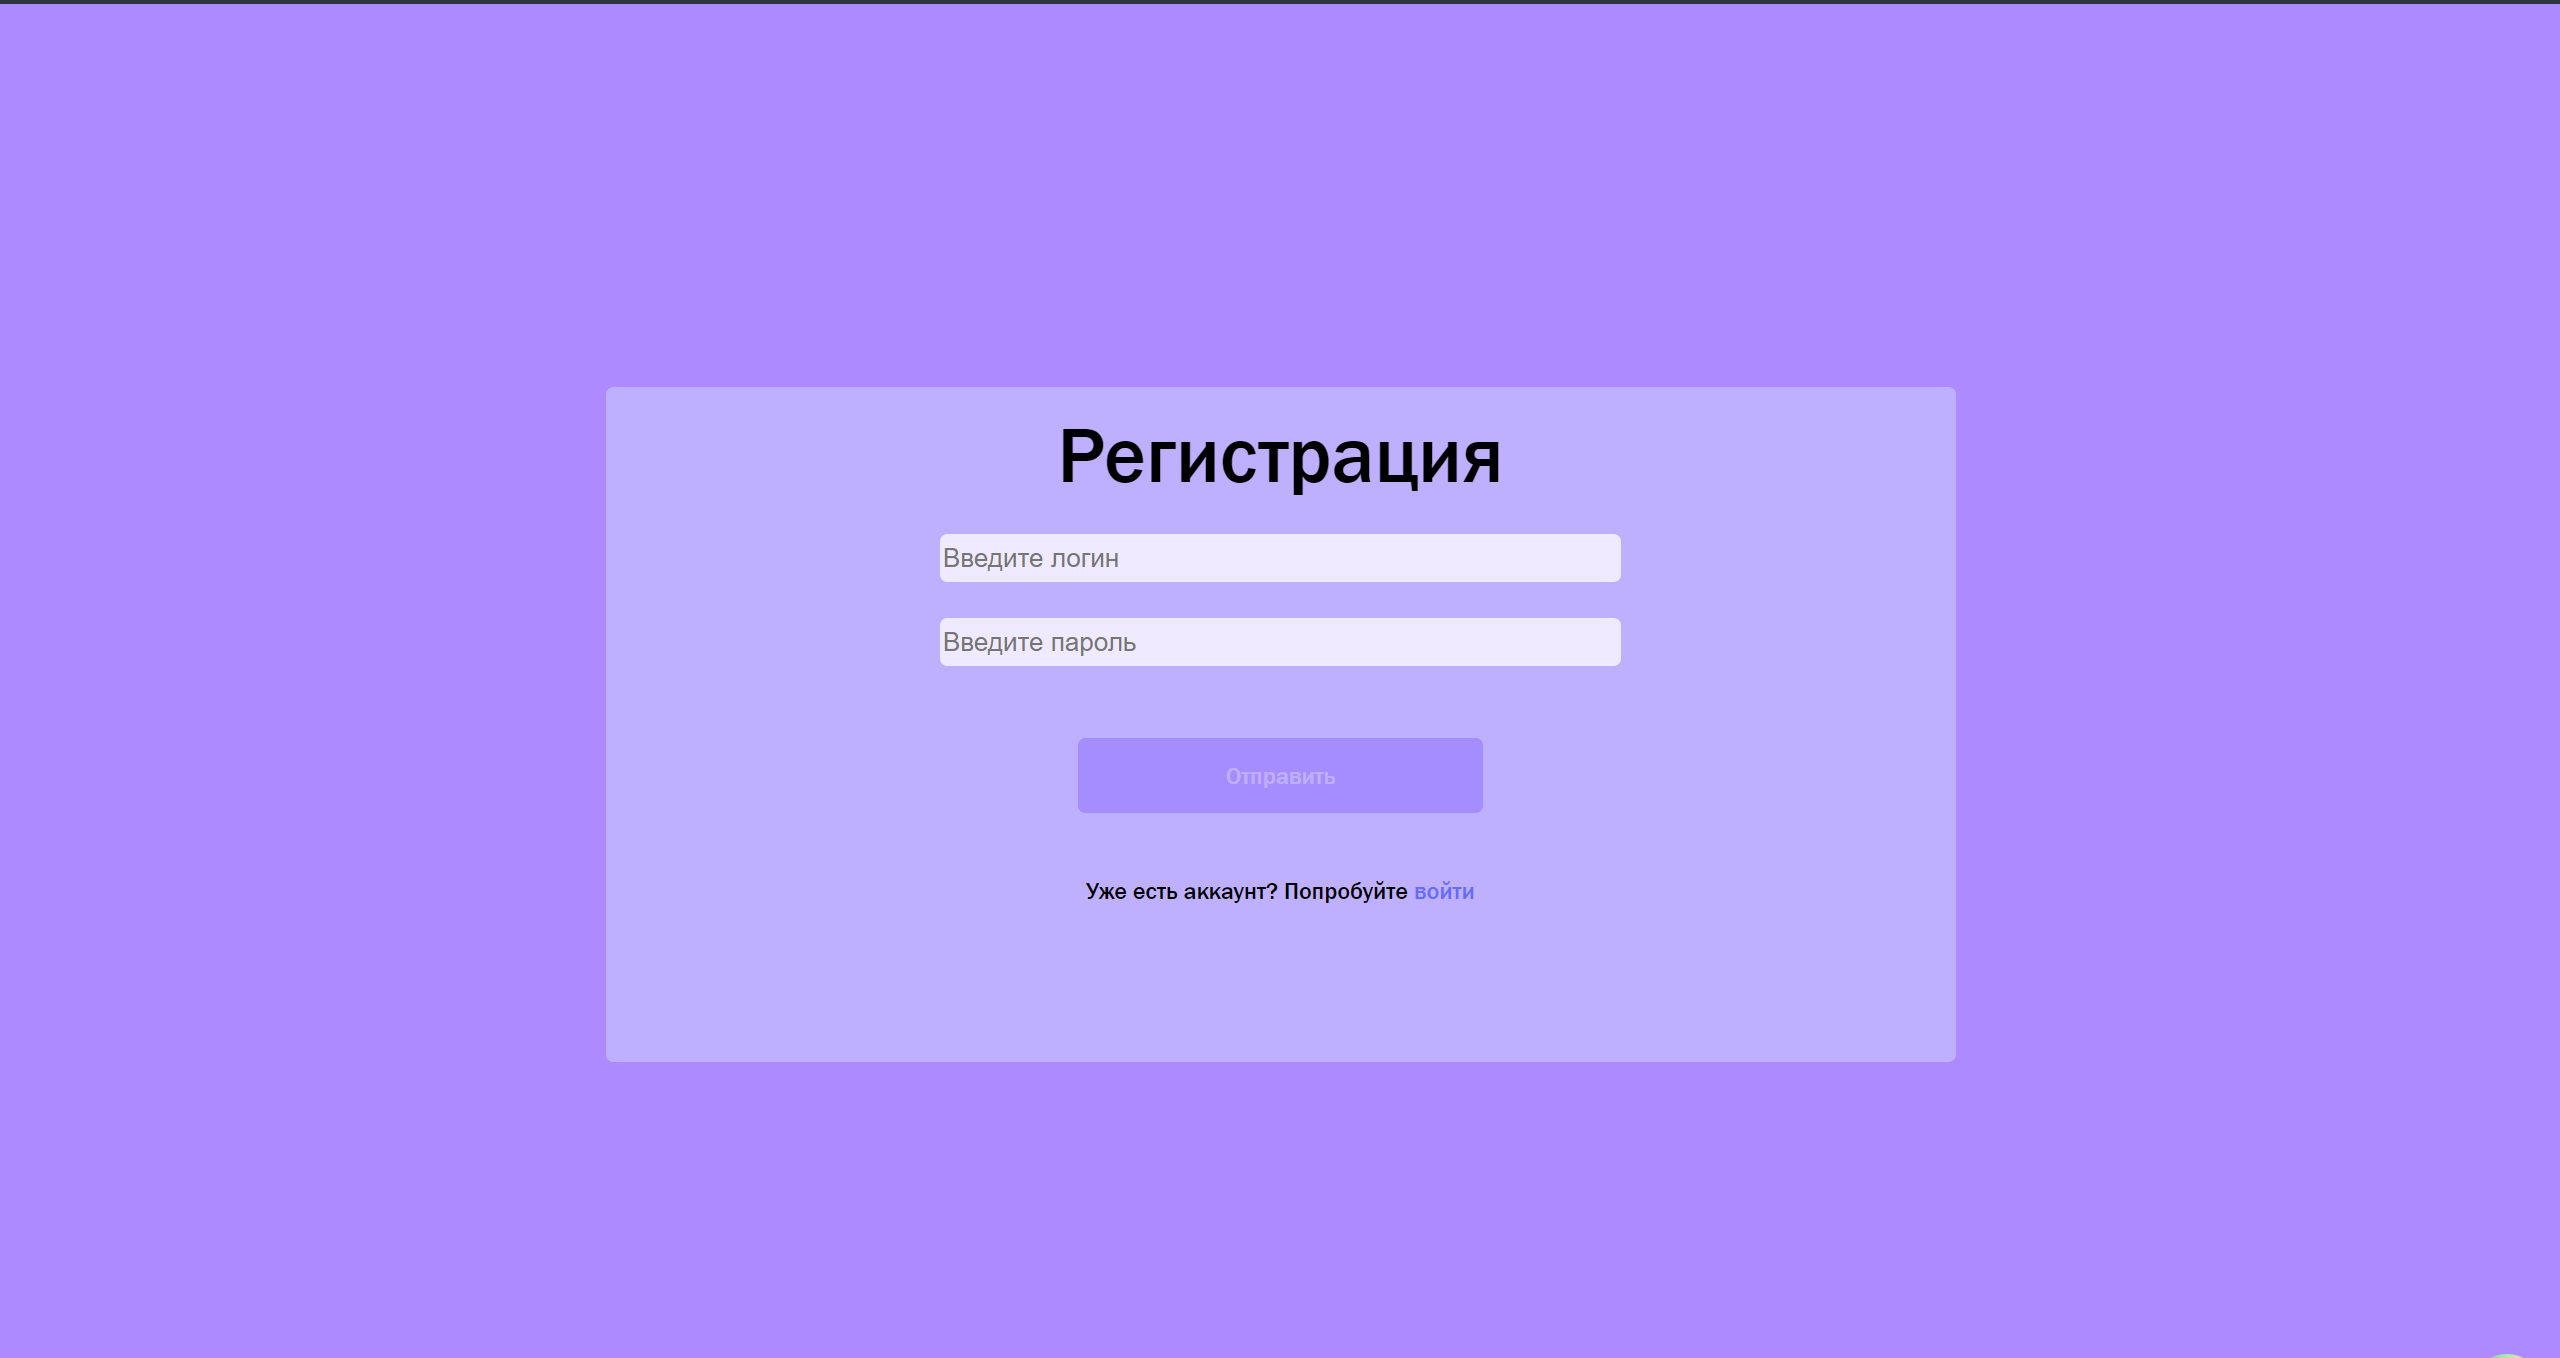 Регистрация
Введите логин
Введите пароль
Отправить
Уже есть аккаунт? Попробуйте войти